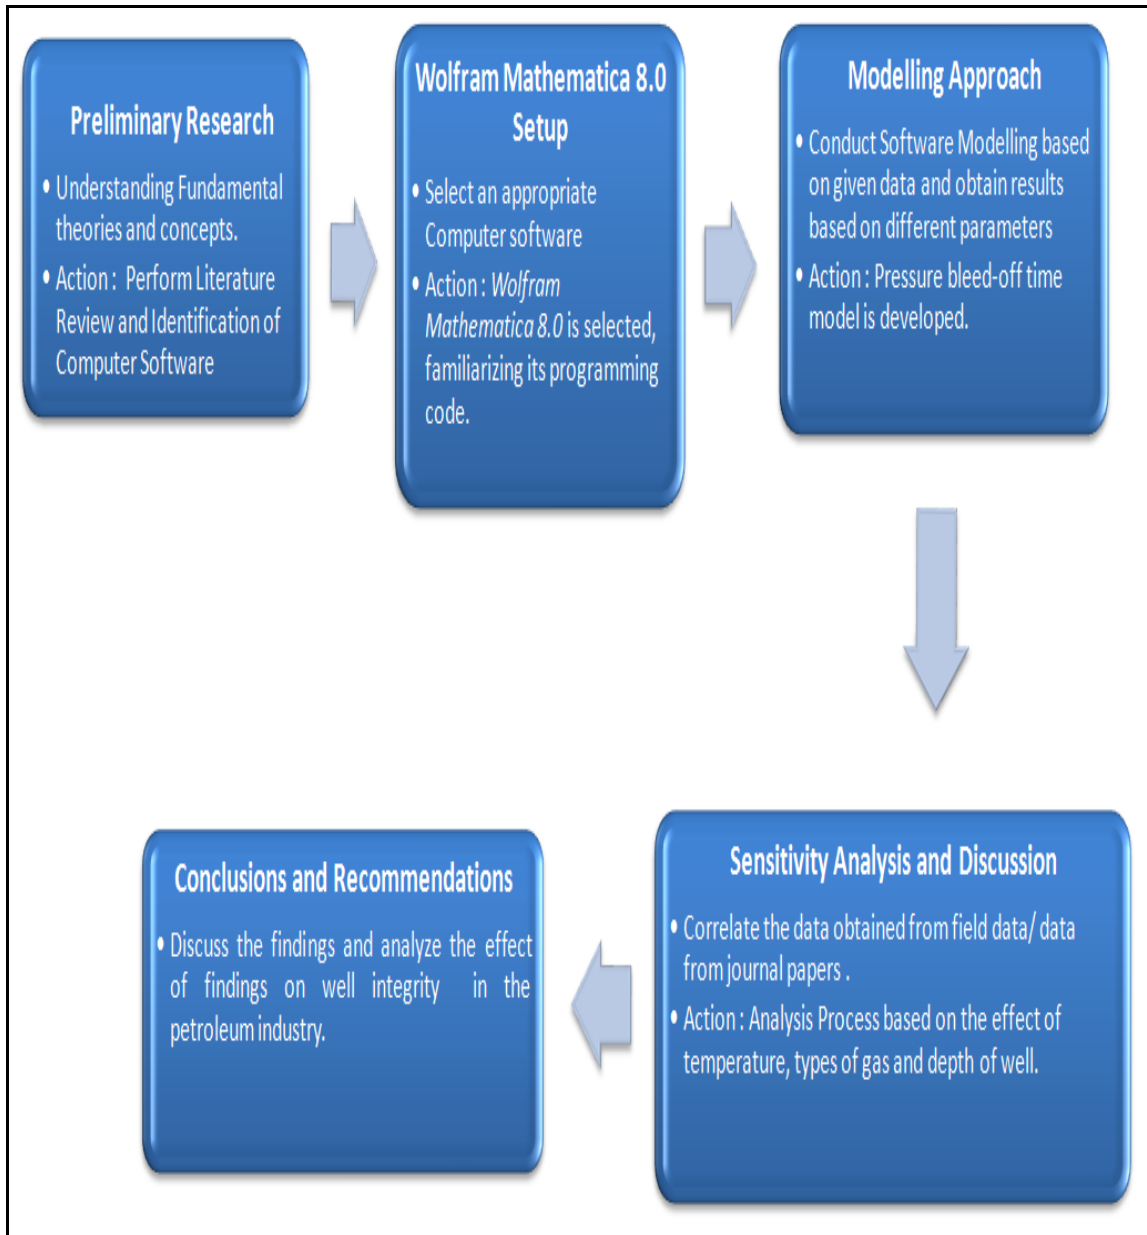 Preliminary Research
• Understanding Fundamental
theories and concepts.
• Action : Perform Literature
Review and Identification of
Computer Software
Wolfram Mathematica 8.0
Setup
• Select an appropriate
Computer software
• Action : Wolfram
Mathematica 8.0 is selected,
familiarizing its programming
code.
Modelling Approach
• Conduct Software Modelling based
on given data and obtain results
based on different parameters
• Action : Pressure bleed-off time
model is developed.
Sensitivity Analysis and Discussion
• Correlate the data obtained from field data/ data
from journal papers .
• Action : Analysis Process based on the effect of
temperature, types of gas and depth of well.
Conclusions and Recommendations
• Discuss the findings and analyze the effect
of findings on well integrity in the
petroleum industry.